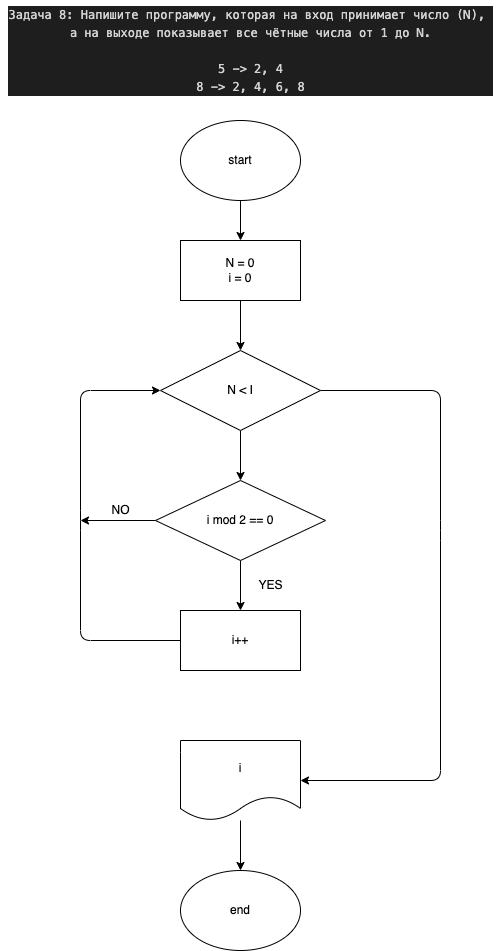 Задача 8: Напишите программу, которая на вход принимает число (N),
а на выходе показывает все чётные числа от 1 до N.
5 -> 2, 4
8 -> 2, 4, 6, 8
start
N = 0
i = 0
N < I
i mod 2 == 0
NO
YES
i++
i
end